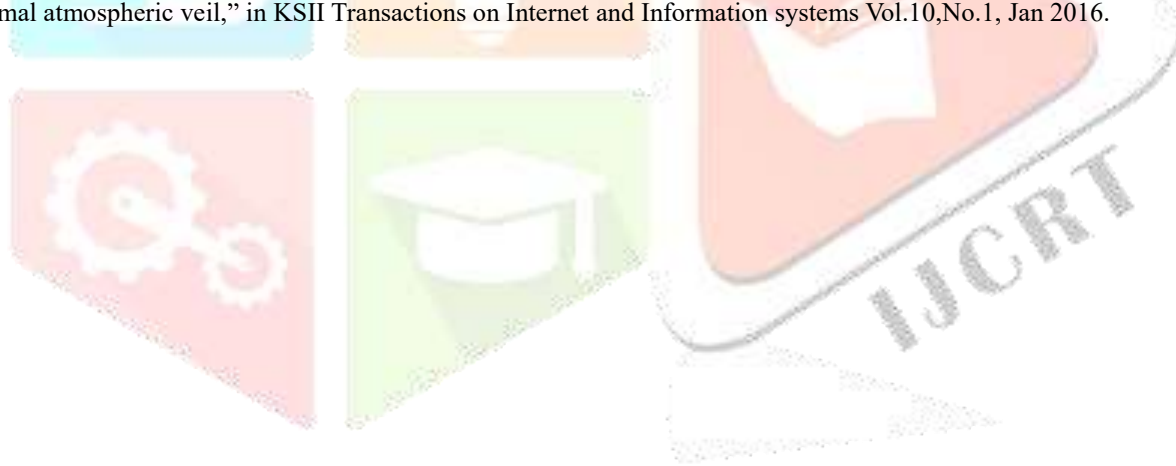 mal atmospheric veil,” in KSII Transactions on Internet and Information systems Vol.10,No.1, Jan 2016.
IJCRT